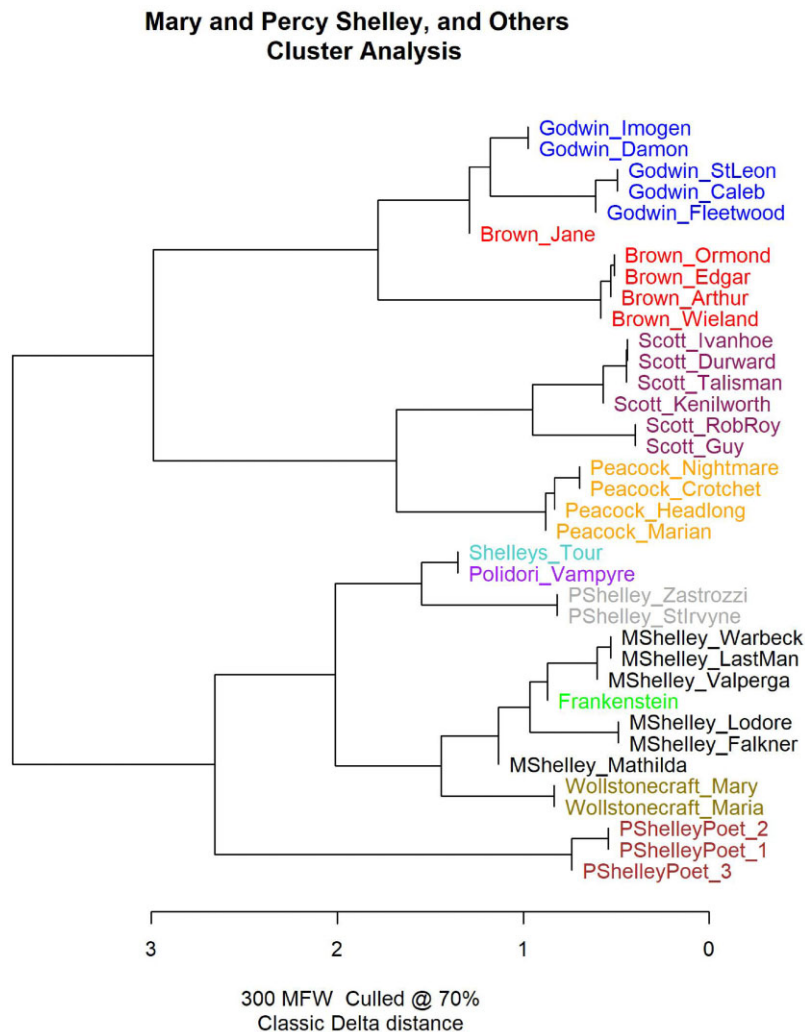 Mary and Percy Shelley, and Others
Cluster Analysis
Godwin_Imogen
Godwin_Damon
Godwin_StLeon
Godwin_Caleb
Godwin_Fleetwood
Brown_Jane
Brown_Ormond
Brown_Edgar
Brown_Arthur
Brown_Wieland
Scott_Ivanhoe
Scott_Durward
Scott_Talisman
Scott_Kenilworth
Scott_RobRoy
Scott_Guy
Peacock_Nightmare
Peacock_Crotchet
Peacock_Headlong
Peacock_Marian
Shelleys_Tour
Polidori_Vampyre
PShelley_Zastrozzi
PShelley_StIrvyne
MShelley_Warbeck
MShelley_LastMan
MShelley_Valperga
Frankenstein
MShelley_Lodore
MShelley_Falkner
MShelley_Mathilda
Wollstonecraft_Mary
Wollstonecraft_Maria
PShelleyPoet_2
PShelleyPoet_1
PShelleyPoet_3
3 2 1 0
300 MFW Culled @ 70%
Classic Delta distance